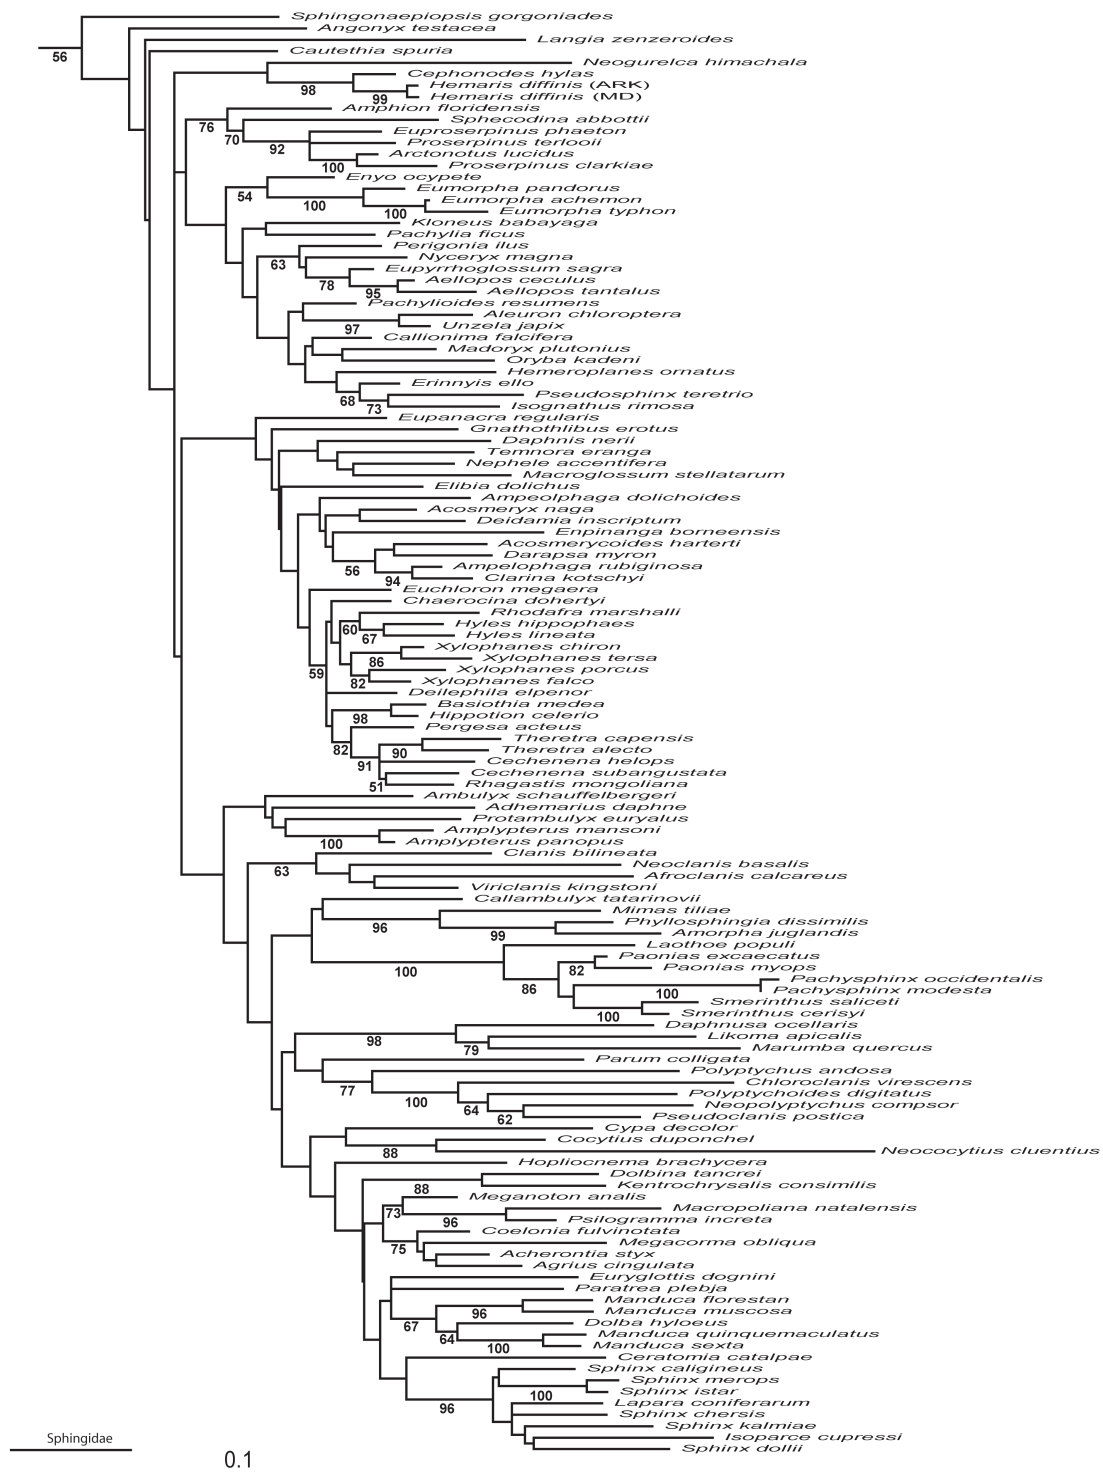 Sphingonaepiopsis gorgoniades
Angonyx testacea
Langia zenzeroides
56
Cautethia spuria
Neogurelca himachala
Cephonodes hylas
98
Hemaris diffinis (ARK)
99
Hemaris diffinis (MD)
Amphion floridensis
76
Sphecodina abbottii
70
Euproserpinus phaeton
92
Proserpinus terlooii
Arctonotus lucidus
100
Proserpinus clarkiae
Enyo ocypete
54
Eumorpha pandorus
100
Eumorpha achemon
100
Eumorpha typhon
Kloneus babayaga
Pachylia ficus
Perigonia ilus
63
Nyceryx magna
Eupyrrhoglossum sagra
78
Aellopos ceculus
95
Aellopos tantalus
Pachylioides resumens
Aleuron chloroptera
97
Unzela japix
Callionima falcifera
Madoryx plutonius
Oryba kadeni
Hemeroplanes ornatus
Erinnyis ello
68
Pseudosphinx teretrio
73
Isognathus rimosa
Eupanacra regularis
Gnathothlibus erotus
Daphnis nerii
Temnora eranga
Nephele accentifera
Macroglossum stellatarum
Elibia dolichus
Ampeolphaga dolichoides
Acosmeryx naga
Deidamia inscriptum
Enpinanga borneensis
Acosmerycoides harterti
Darapsa myron
56
Ampelophaga rubiginosa
94
Clarina kotschyi
Euchloron megaera
Chaerocina dohertyi
Rhodafra marshalli
60
Hyles hippophaes
67
Hyles lineata
Xylophanes chiron
86
Xylophanes tersa
59
Xylophanes porcus
82
Xylophanes falco
Deilephila elpenor
Basiothia medea
98
Hippotion celerio
Pergesa acteus
Theretra capensis
82
90
Theretra alecto
91
Cechenena helops
Cechenena subangustata
51
Rhagastis mongoliana
Ambulyx schauffelbergeri
Adhemarius daphne
Protambulyx euryalus
Amplypterus mansoni
100
Amplypterus panopus
Clanis bilineata
63
Neoclanis basalis
Afroclanis calcareus
Viriclanis kingstoni
Callambulyx tatarinovii
Mimas tiliae
96
Phyllosphingia dissimilis
99
Amorpha juglandis
Laothoe populi
Paonias excaecatus
100
82
Paonias myops
86
Pachysphinx occidentalis
100
Pachysphinx modesta
Smerinthus saliceti
100
Smerinthus cerisyi
Daphnusa ocellaris
98
Likoma apicalis
79
Marumba quercus
Parum colligata
Polyptychus andosa
77
Chloroclanis virescens
100
Polyptychoides digitatus
64
Neopolyptychus compsor
62
Pseudoclanis postica
Cypa decolor
Cocytius duponchel
88
Neococytius cluentius
Hopliocnema brachycera
Dolbina tancrei
88
Kentrochrysalis consimilis
Meganoton analis
73
Macropoliana natalensis
96
Psilogramma increta
Coelonia fulvinotata
75
Megacorma obliqua
Acherontia styx
Agrius cingulata
Euryglottis dognini
Paratrea plebja
Manduca florestan
96
Manduca muscosa
67
Dolba hyloeus
64
Manduca quinquemaculatus
100
Manduca sexta
Ceratomia catalpae
Sphinx caligineus
Sphinx merops
100
Sphinx istar
96
Lapara coniferarum
Sphinx chersis
Sphinx kalmiae
Isoparce cupressi
Sphinx dollii
Sphingidae
0.1